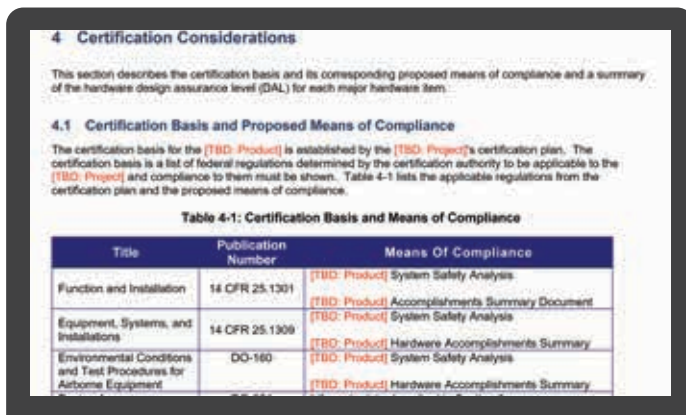 4 Certification Considerations
This section describes the certification basis and its corresponding proposed means of compliance and a summary
of the hardware design assurance level (DAL) for each major hardware item.
4.1 Certification Basis and Proposed Means of Compliance
The certification basis for the [TBD: Product] is established by the [TBD: Project]'s certification plan. The
certification basis is a list of federal regulations determined by the certification authority to be applicable to the
[TBD: Project] and compliance to them must be shown. Table 4-1 lists the applicable regulations from the
certification plan and the proposed means of compliance.
Table 4-1: Certification Basis and Means of Compliance
Title Publication Number Means Of Compliance
Function and Installation 14 CFR 25.1301 [TBD: Product] System Safety Analysis
[TBD: Product] Accomplishments Summary Document
Equipment, Systems, and
Installations 14 CFR 25.1309 [TBD: Product] System Safety Analysis
[TBD: Product] Hardware Accomplishments Summary
Environmental Conditions
and Test Procedures for
Airborne Equipment DO-160 [TBD: Product] System Safety Analysis
[TBD: Product] Hardware Accomplishments Summary